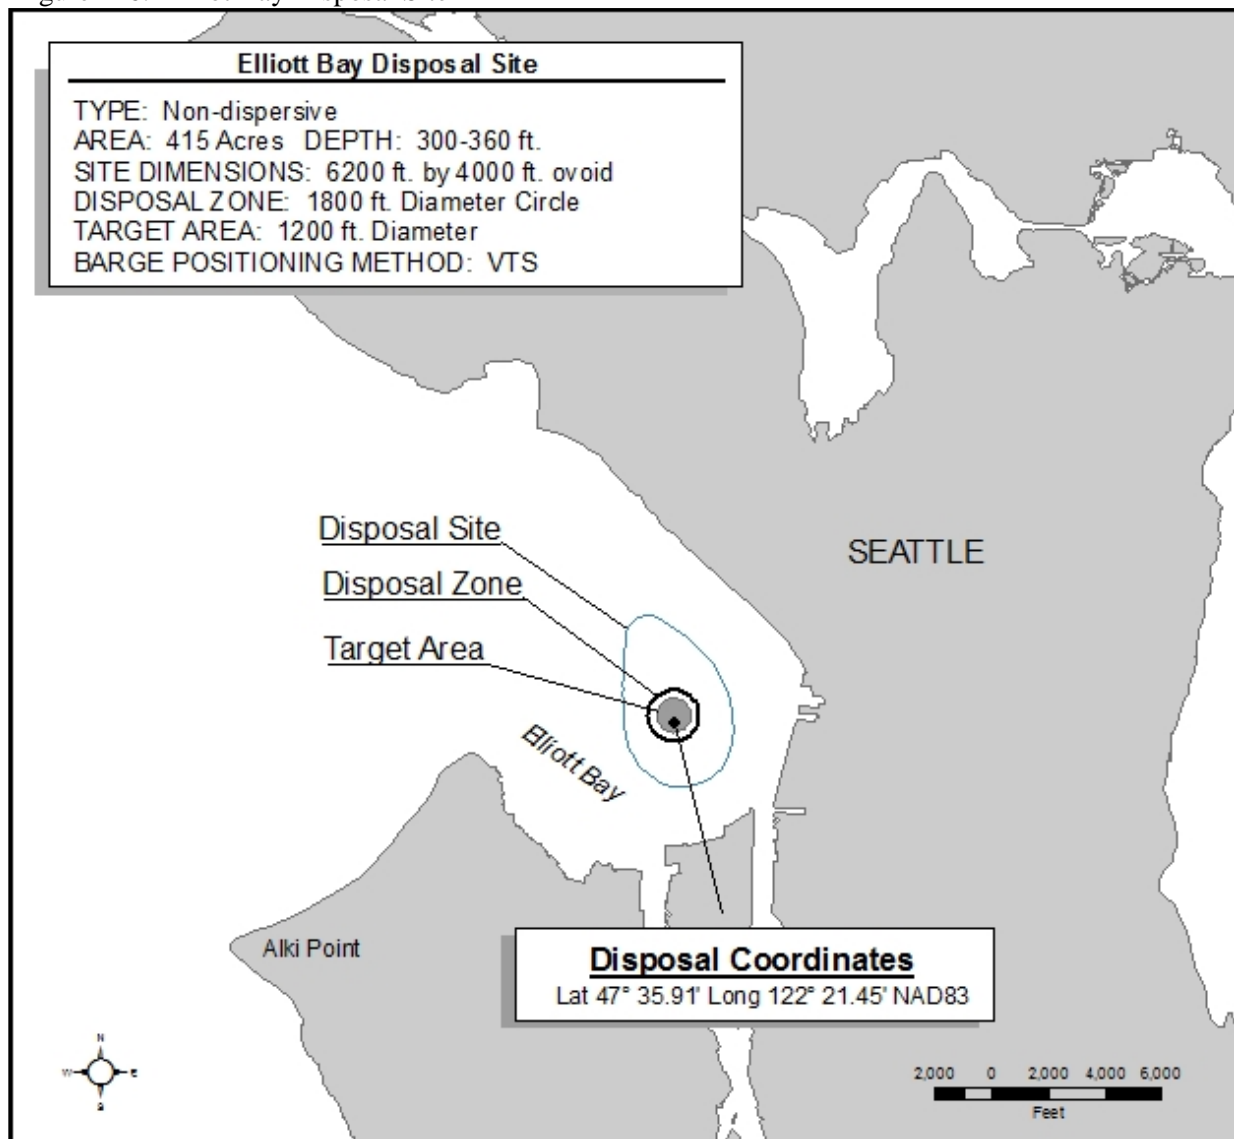 Elliott Bay Disposal Site
TYPE: Non-dispersive
AREA: 415 Acres DEPTH: 300-360 ft.
SITE DIMENSIONS: 6200 ft. by 4000 ft. ovoid
DISPOSAL ZONE: 1800 ft. Diameter Circle
TARGET AREA: 1200 ft. Diameter
BARGE POSITIONING METHOD: VTS
Disposal Site
SEATTLE
Disposal Zone
Target Area
Elliott Bay
Alki Point
Disposal Coordinates
Lat 47° 35.91' Long 122° 21.45' NAD83
N
W E
S
2,000 0 2,000 4,000 6,000
Feet